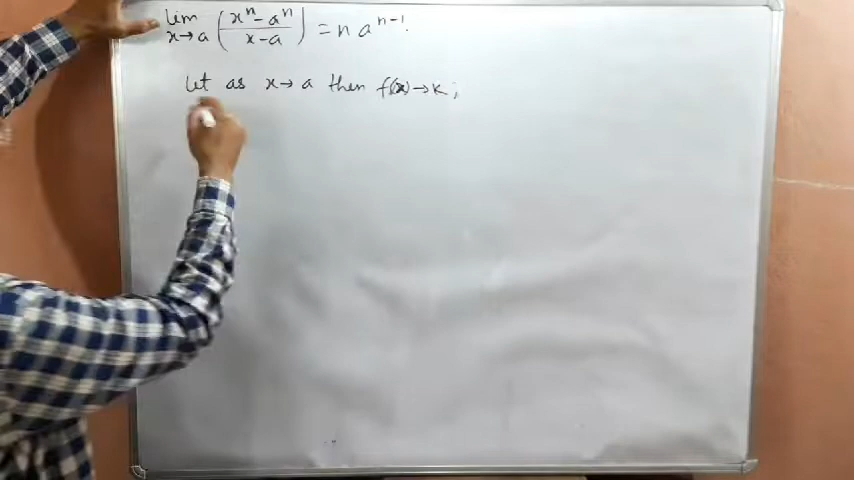 lim x→a (xⁿ - aⁿ / x - a) = n aⁿ⁻¹.
Let as x→a then f(x)→K;